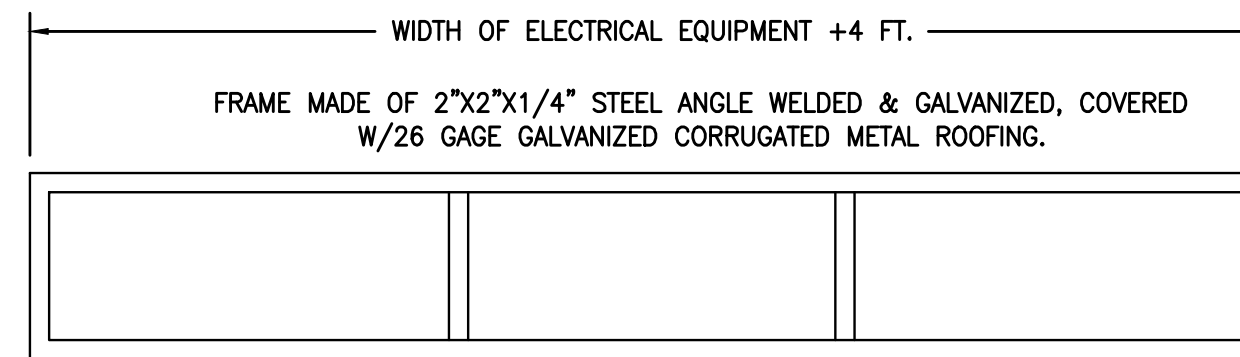 WIDTH OF ELECTRICAL EQUIPMENT +4 FT.
FRAME MADE OF 2”X2”X1/4” STEEL ANGLE WELDED & GALVANIZED, COVERED
W/26 GAGE GALVANIZED CORRUGATED METAL ROOFING.